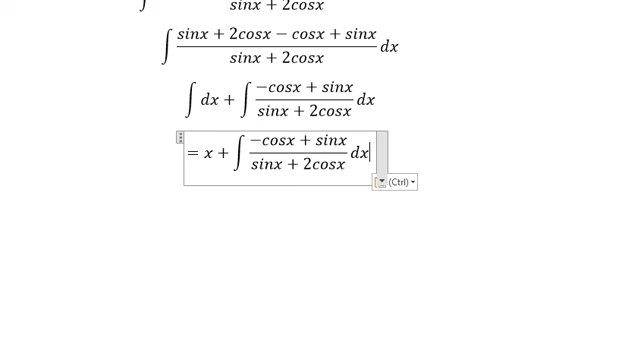 ∫ sinx + 2cosx
∫ (sinx + 2cosx − cosx + sinx)/(sinx + 2cosx) dx
∫ dx + ∫ (−cosx + sinx)/(sinx + 2cosx) dx
= x + ∫ (−cosx + sinx)/(sinx + 2cosx) dx
(Ctrl)